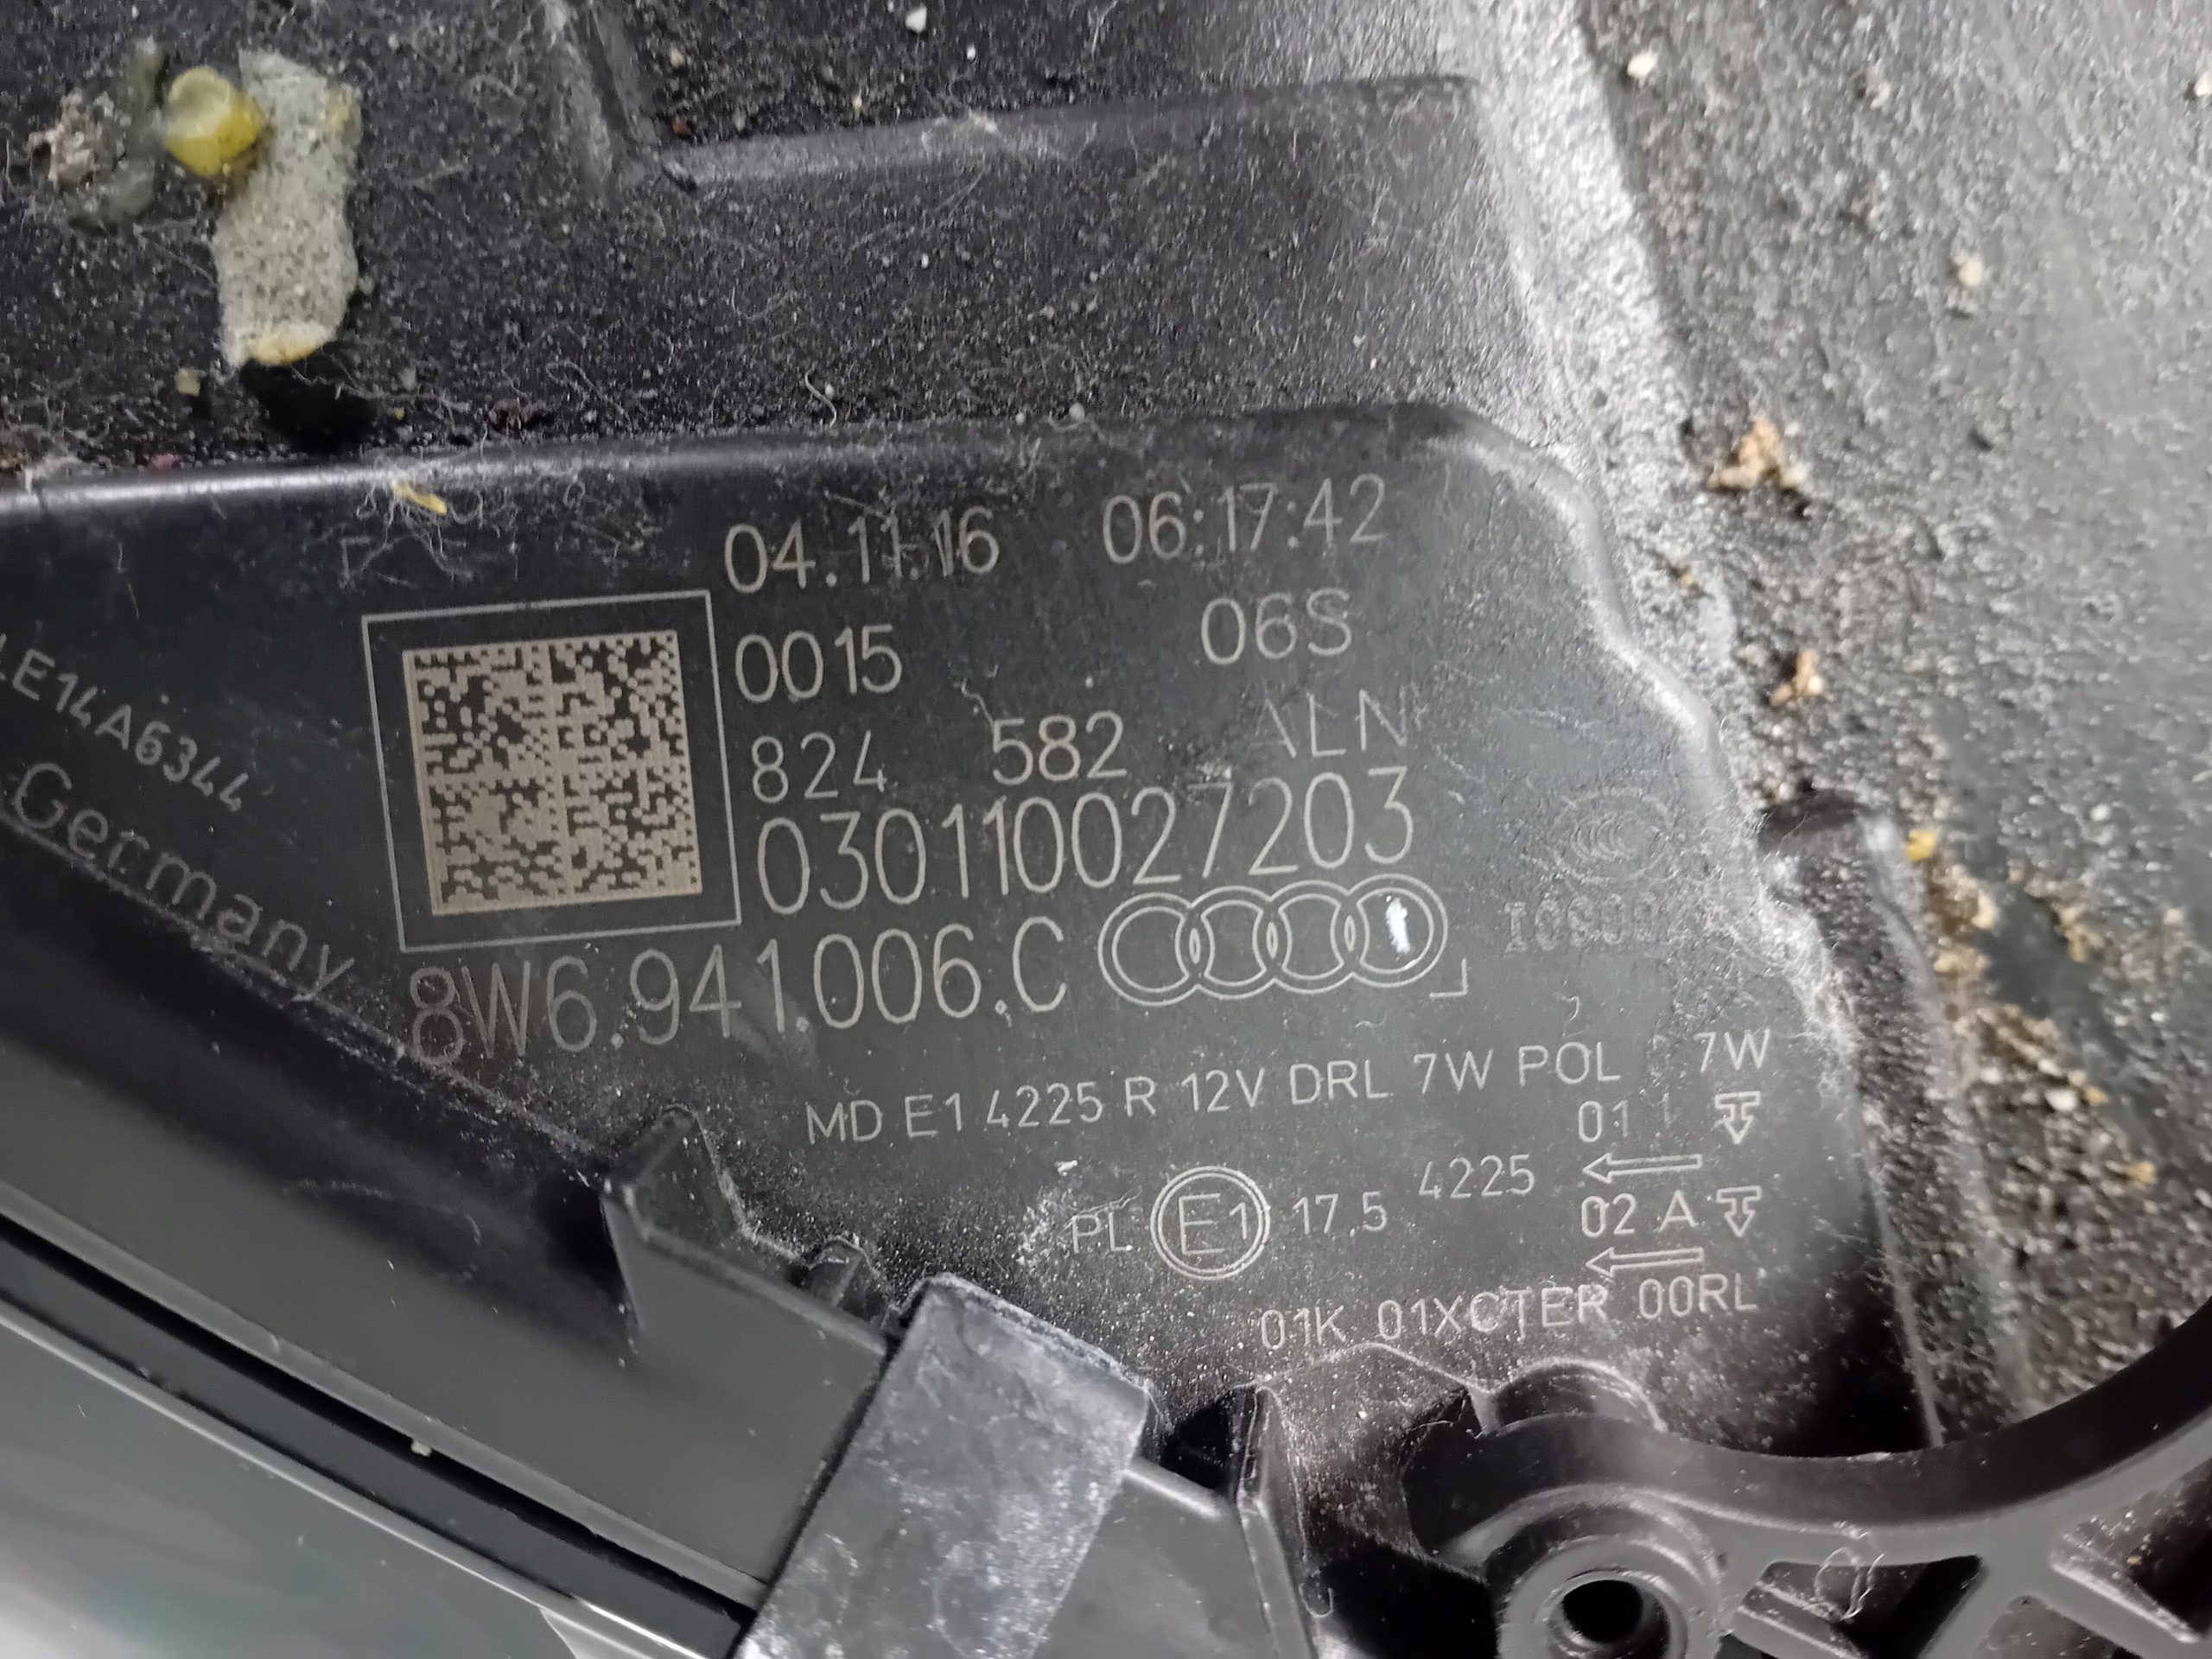 04.11.16 06:17:42
0015 06S
824 582 ALN
030110027203
8W6.941.006.C
LE14A6344
Germany
MD E1 4225 R 12V DRL 7W POL 7W
01
PL E1 17.5 4225
02 A
01K 01XCTER 00RL